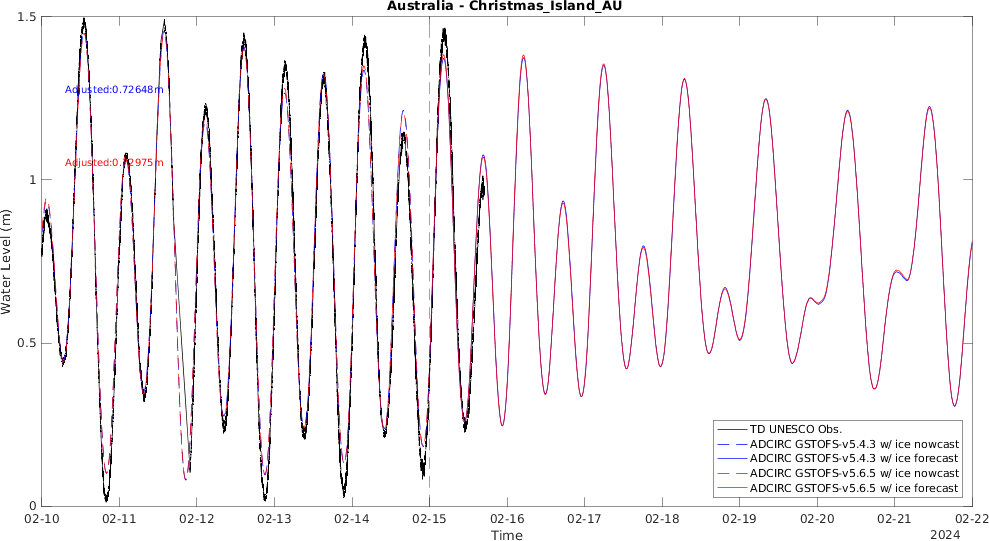 Australia - Christmas_Island_AU
1.5
1
0.5
0
Water Level (m)
Adjusted:0.72648m
Adjusted:0.72975m
TD UNESCO Obs.
ADCIRC GSTOFS-v5.4.3 w/ ice nowcast
ADCIRC GSTOFS-v5.4.3 w/ ice forecast
ADCIRC GSTOFS-v5.6.5 w/ ice nowcast
ADCIRC GSTOFS-v5.6.5 w/ ice forecast
02-10 02-11 02-12 02-13 02-14 02-15 02-16 02-17 02-18 02-19 02-20 02-21 02-22
Time
2024